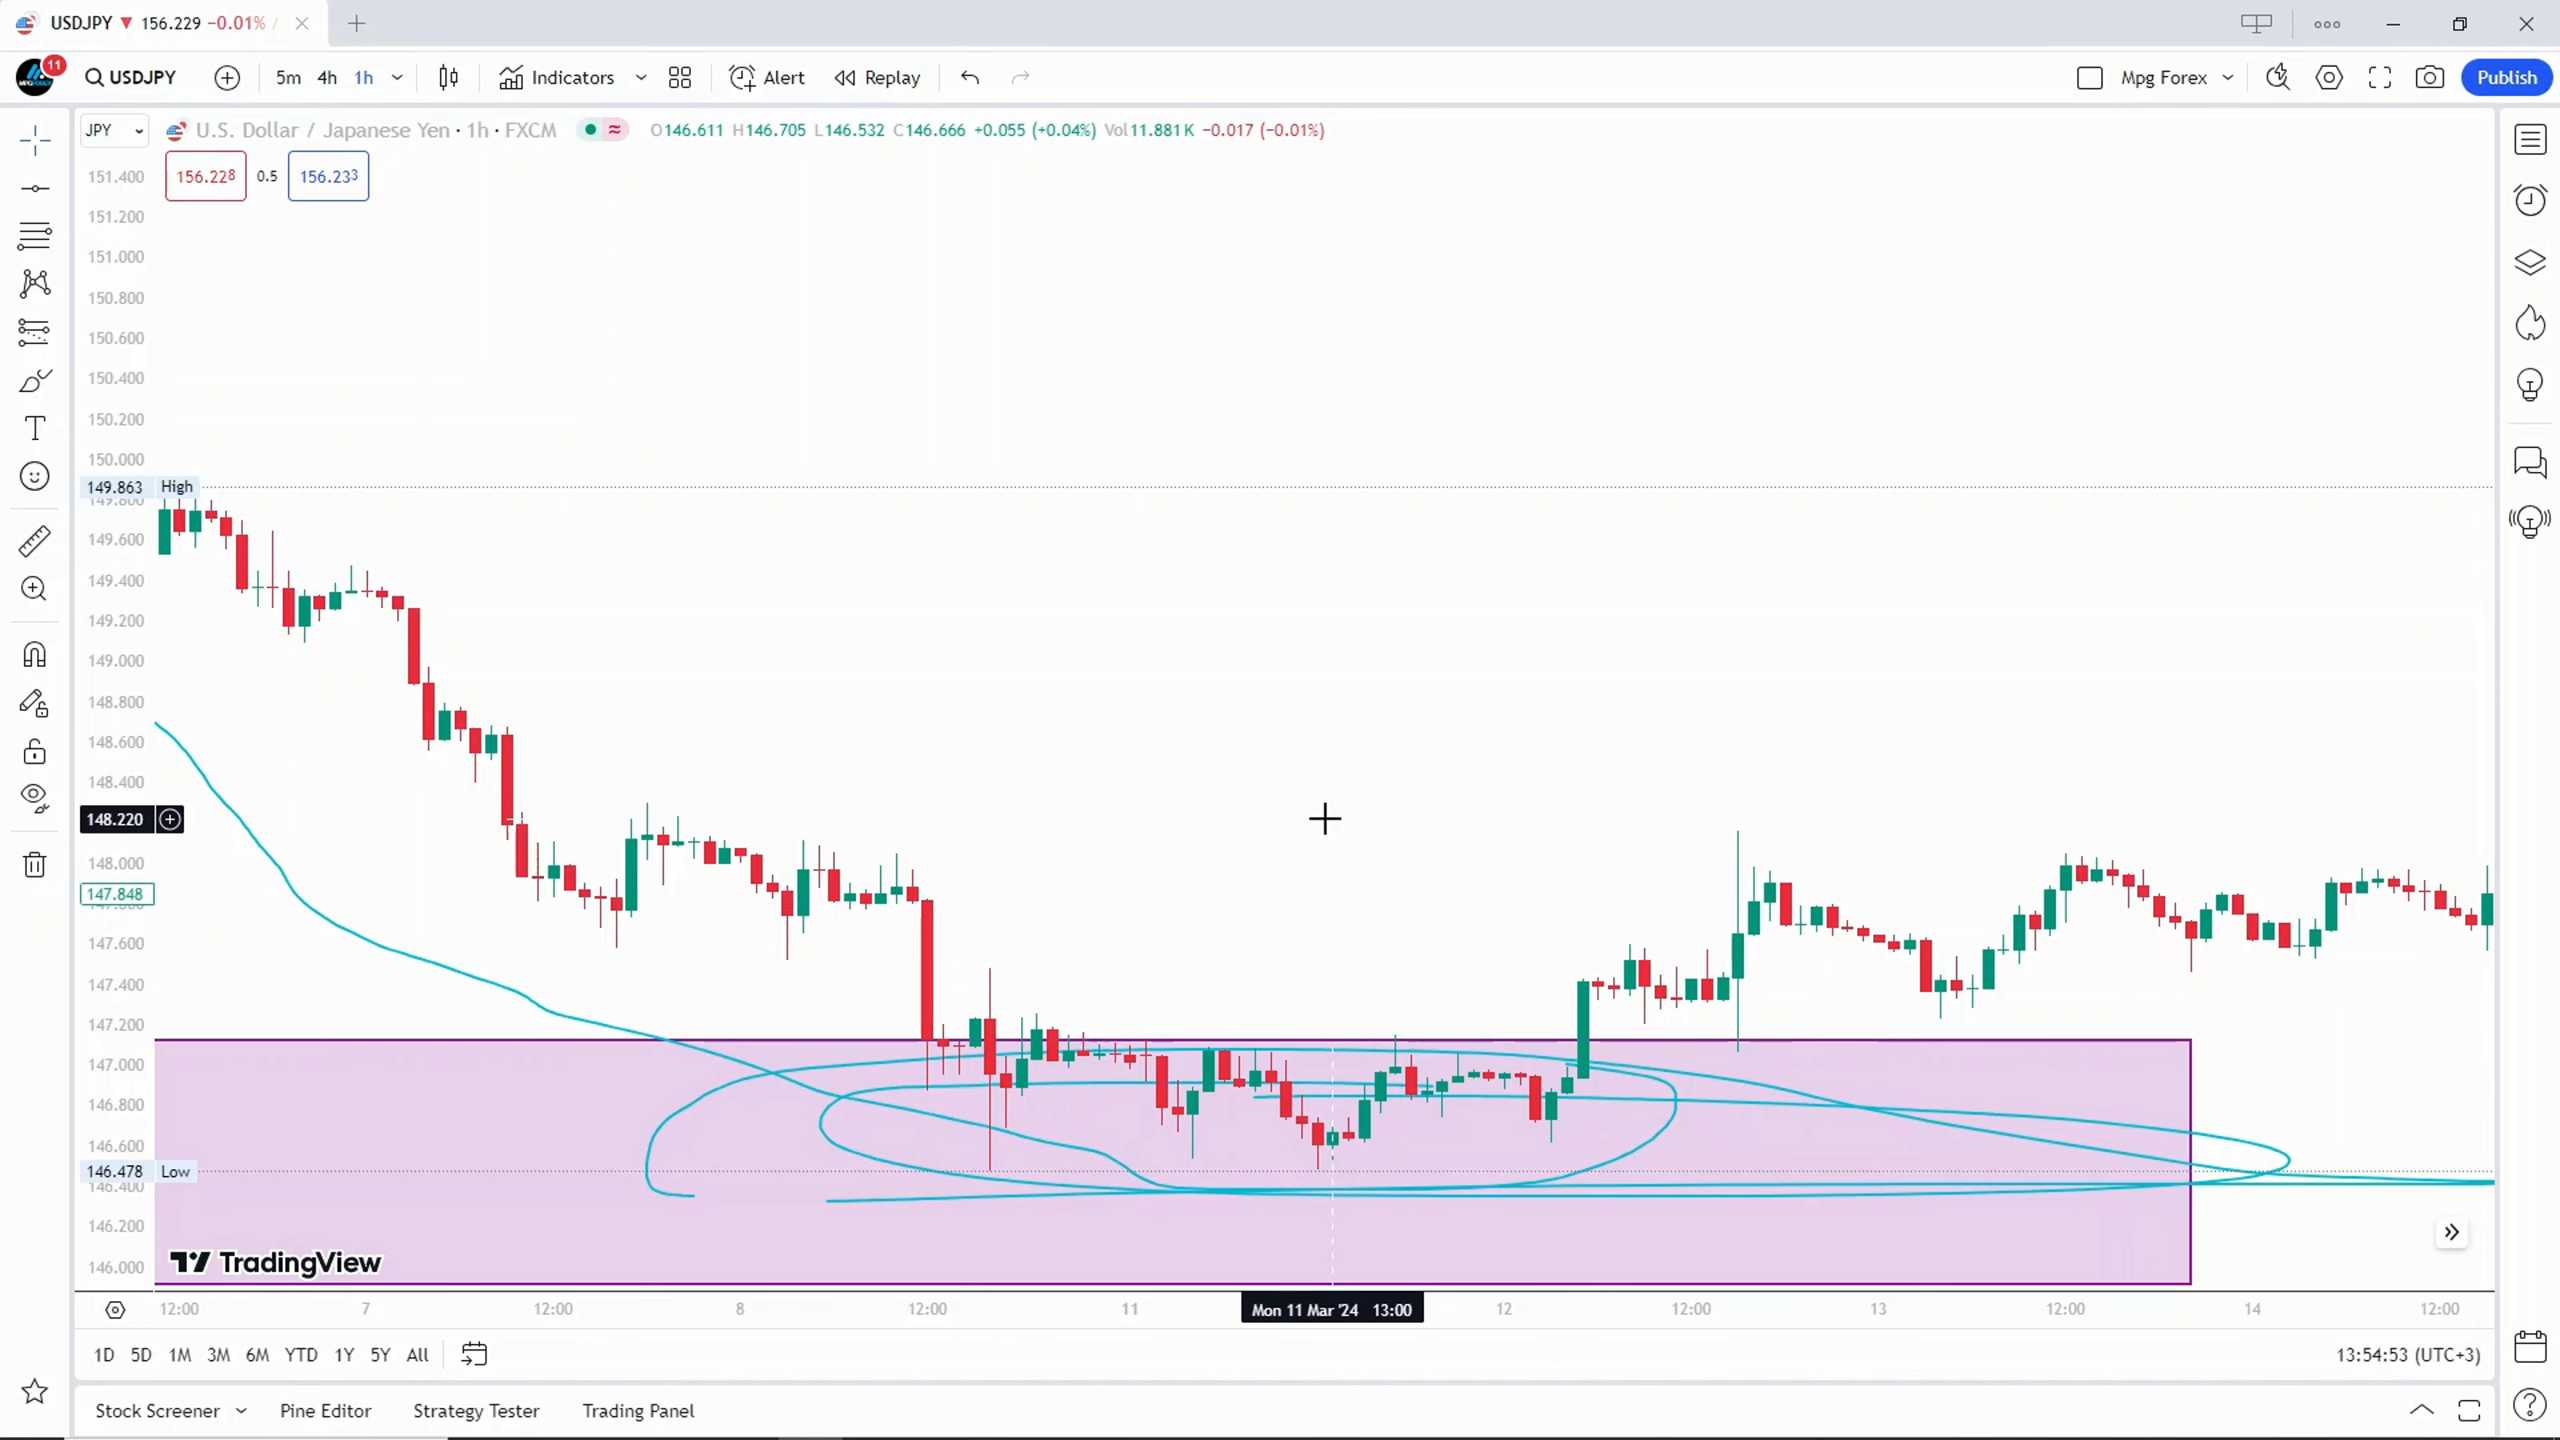 USDJPY ▼ 156.229 −0.01% /
11
USDJPY 5m 4h 1h Indicators Alert Replay Mpg Forex Publish
JPY U.S. Dollar / Japanese Yen · 1h · FXCM O146.611 H146.705 L146.532 C146.666 +0.055 (+0.04%) Vol11.881K −0.017 (−0.01%)
156.228 0.5 156.233
151.400
151.200
151.000
150.800
150.600
150.400
150.200
150.000
149.863 High
149.800
149.600
149.400
149.200
149.000
148.800
148.600
148.400
148.220
148.000
147.848
147.600
147.400
147.200
147.000
146.800
146.600
146.478 Low
146.400
146.200
146.000
TradingView
12:00 7 12:00 8 12:00 11 Mon 11 Mar '24 13:00 12 12:00 13 12:00 14 12:00
1D 5D 1M 3M 6M YTD 1Y 5Y All 13:54:53 (UTC+3)
Stock Screener Pine Editor Strategy Tester Trading Panel